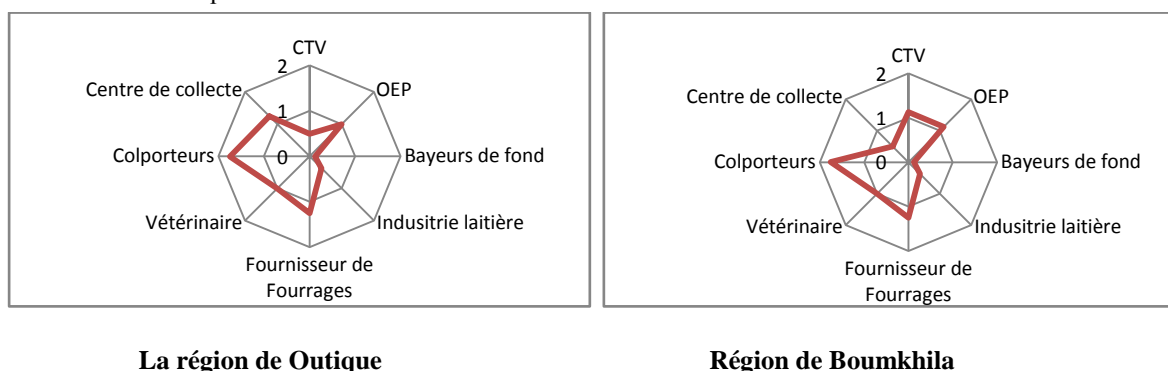 CTV
2
Centre de collecte
OEP
1
Colporteurs
0
Bayeurs de fond
Vétérinaire
Indusitrie laitière
Fournisseur de
Fourrages
CTV
2
Centre de collecte
OEP
1
Colporteurs
0
Bayeurs de fond
Vétérinaire
Indusitrie laitière
Fournisseur de
Fourrages
La région de Outique
Région de Boumkhila